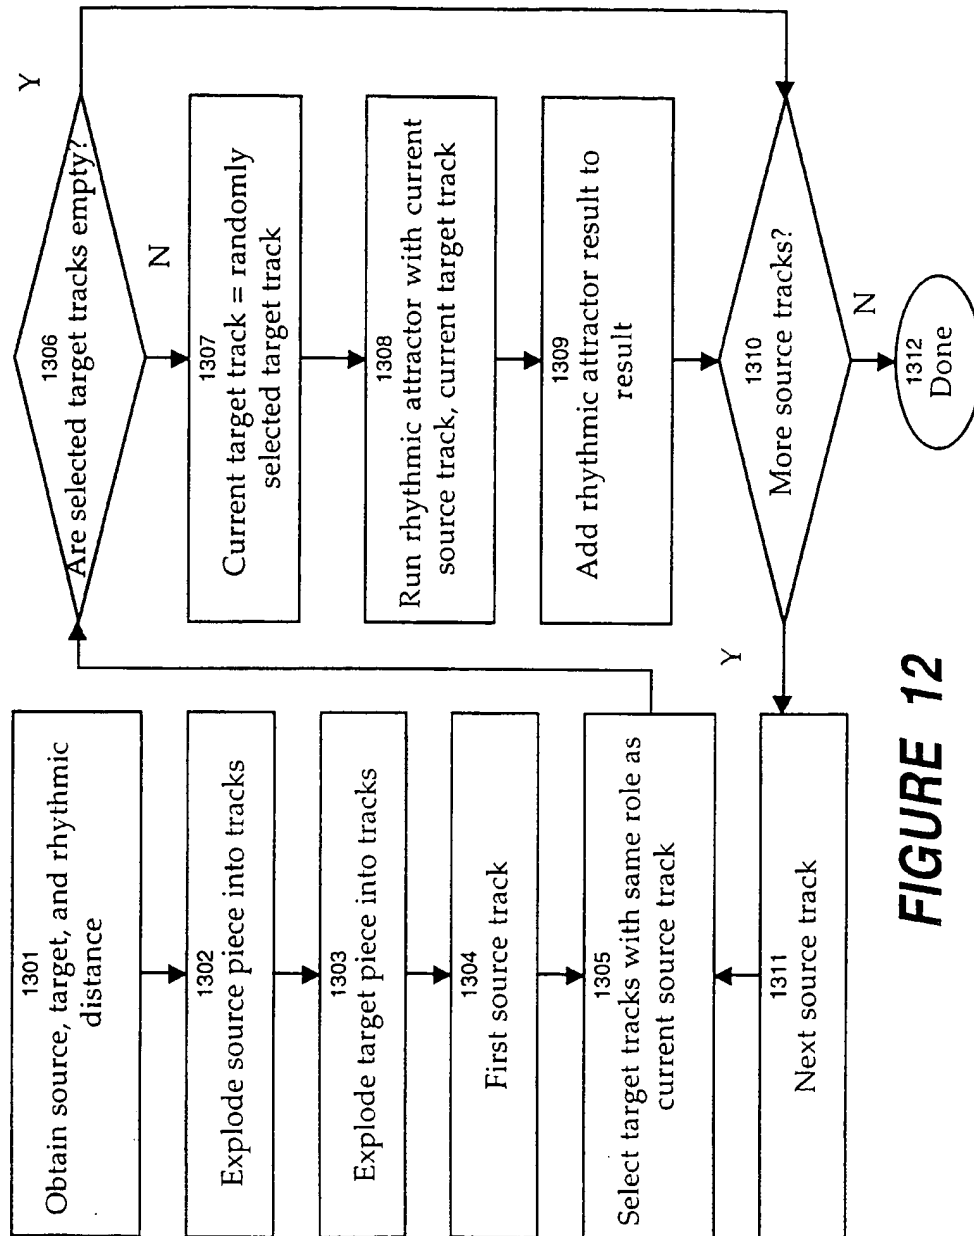 1301
Obtain source, target, and rhythmic
distance
1302
Explode source piece into tracks
1303
Explode target piece into tracks
1304
First source track
1305
Select target tracks with same role as
current source track
1311
Next source track
1306
Are selected target tracks empty?
Y
N
1307
Current target track = randomly
selected target track
1308
Run rhythmic attractor with current
source track, current target track
1309
Add rhythmic attractor result to
result
1310
More source tracks?
Y
N
1312
Done
FIGURE 12